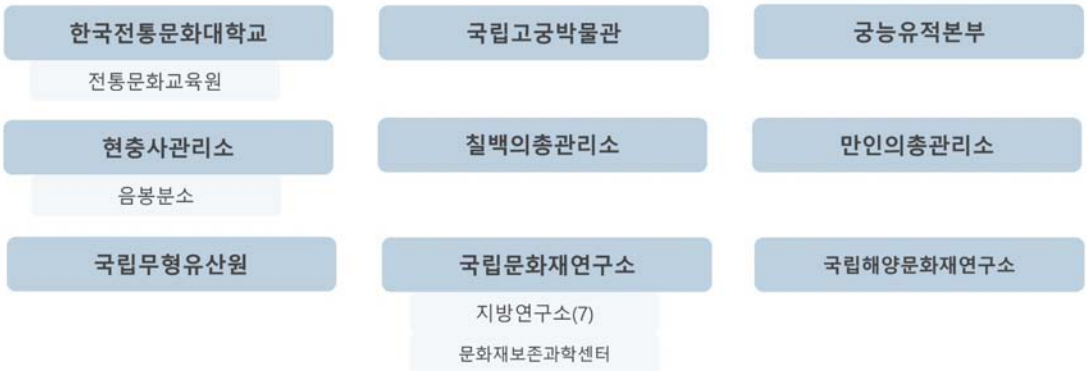 한국전통문화대학교
국립고궁박물관
궁능유적본부
전통문화교육원
현충사관리소
칠백의총관리소
만인의총관리소
음봉분소
국립무형유산원
국립문화재연구소
국립해양문화재연구소
지방연구소(7)
문화재보존과학센터